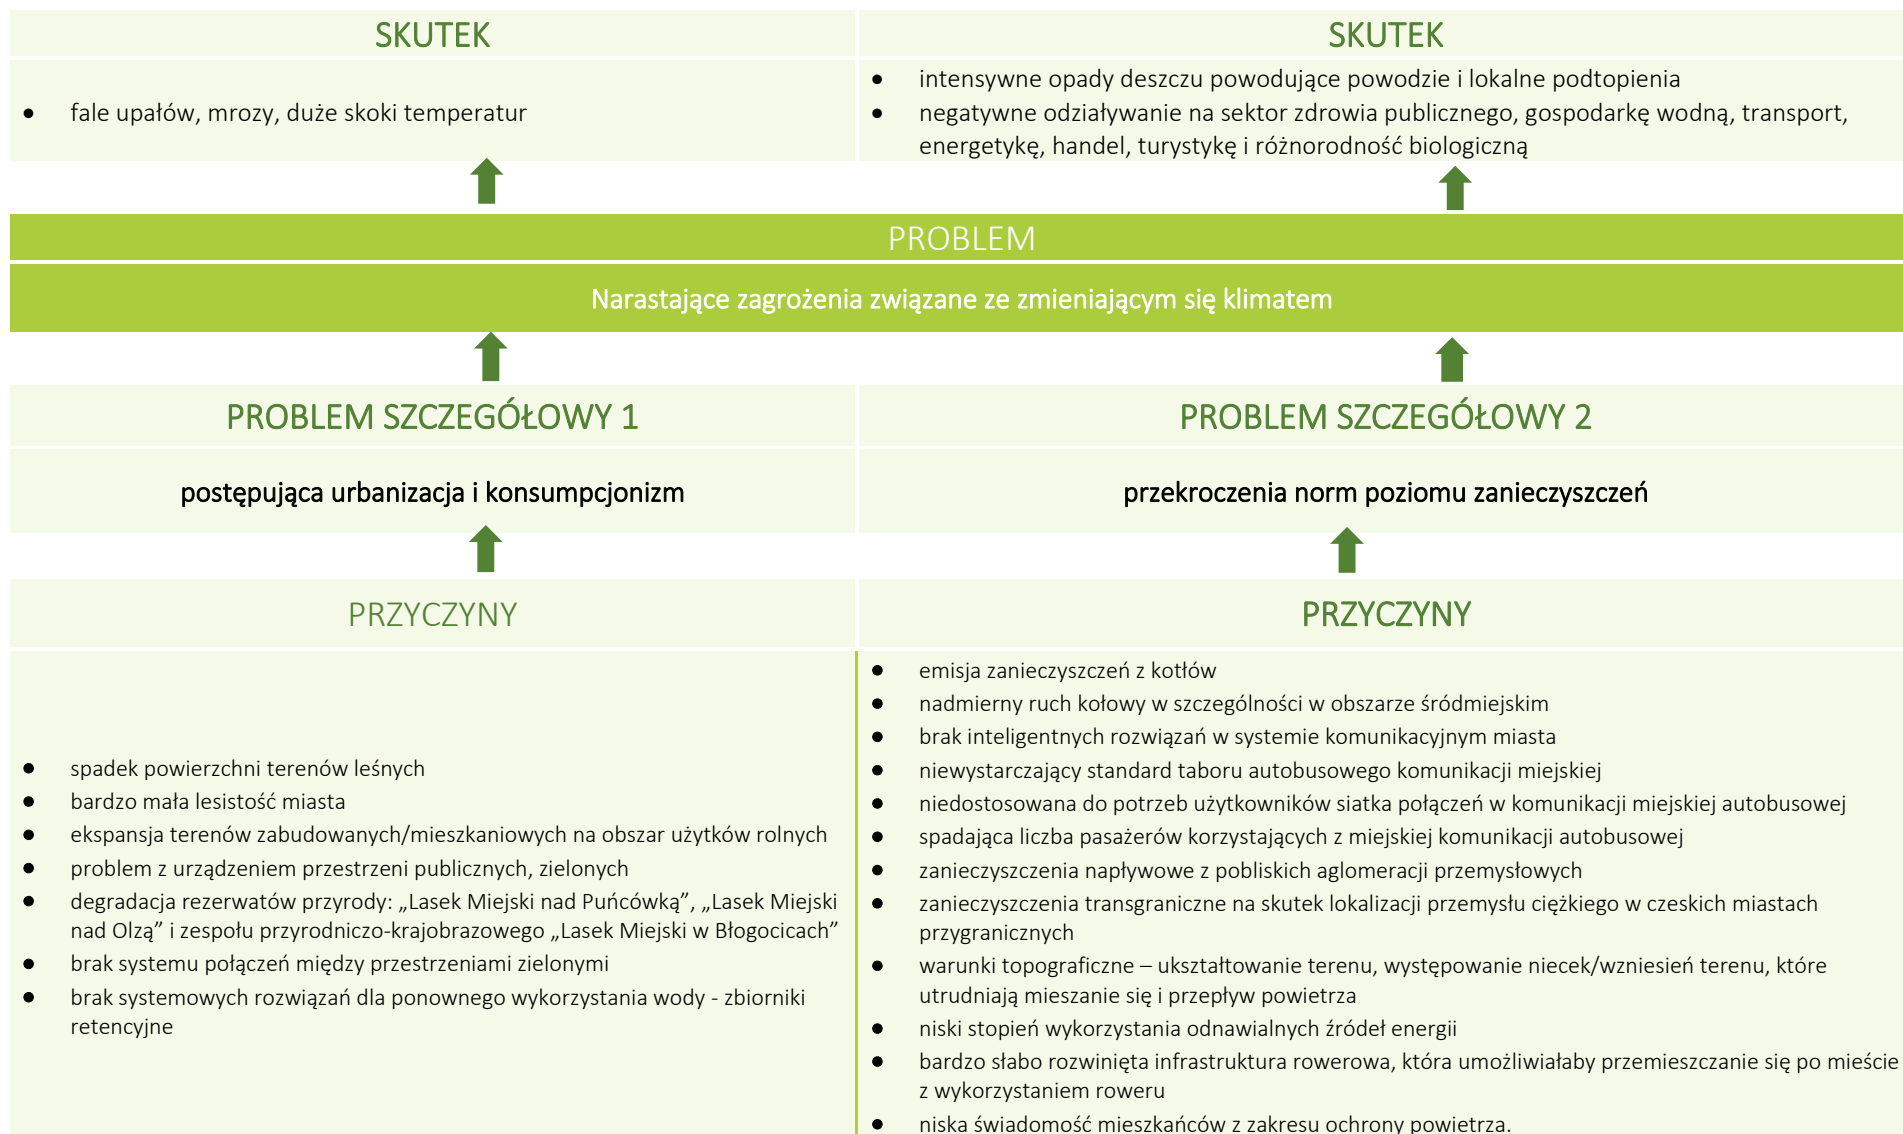 SKUTEK
fale upałów, mrozy, duże skoki temperatur
SKUTEK
intensywne opady deszczu powodujące powodzie i lokalne podtopienia
negatywne odziaływanie na sektor zdrowia publicznego, gospodarkę wodną, transport,
energetykę, handel, turystykę i różnorodność biologiczną
PROBLEM
Narastające zagrożenia związane ze zmieniającym się klimatem
PROBLEM SZCZEGÓŁOWY 1
postępująca urbanizacja i konsumpcjonizm
PROBLEM SZCZEGÓŁOWY 2
przekroczenia norm poziomu zanieczyszczeń
PRZYCZYNY
spadek powierzchni terenów leśnych
bardzo mała lesistość miasta
ekspansja terenów zabudowanych/mieszkaniowych na obszar użytków rolnych
problem z urządzeniem przestrzeni publicznych, zielonych
degradacja rezerwatów przyrody: „Lasek Miejski nad Puńcówką”, „Lasek Miejski
nad Olzą” i zespołu przyrodniczo-krajobrazowego „Lasek Miejski w Błogocicach”
brak systemu połączeń między przestrzeniami zielonymi
brak systemowych rozwiązań dla ponownego wykorzystania wody - zbiorniki
retencyjne
PRZYCZYNY
emisja zanieczyszczeń z kotłów
nadmierny ruch kołowy w szczególności w obszarze śródmiejskim
brak inteligentnych rozwiązań w systemie komunikacyjnym miasta
niewystarczający standard taboru autobusowego komunikacji miejskiej
niedostosowana do potrzeb użytkowników siatka połączeń w komunikacji miejskiej autobusowej
spadająca liczba pasażerów korzystających z miejskiej komunikacji autobusowej
zanieczyszczenia napływowe z pobliskich aglomeracji przemysłowych
zanieczyszczenia transgraniczne na skutek lokalizacji przemysłu ciężkiego w czeskich miastach
przygranicznych
warunki topograficzne – ukształtowanie terenu, występowanie niecek/wzniesień terenu, które
utrudniają mieszanie się i przepływ powietrza
niski stopień wykorzystania odnawialnych źródeł energii
bardzo słabo rozwinięta infrastruktura rowerowa, która umożliwiałaby przemieszczanie się po mieście
z wykorzystaniem roweru
niska świadomość mieszkańców z zakresu ochrony powietrza.